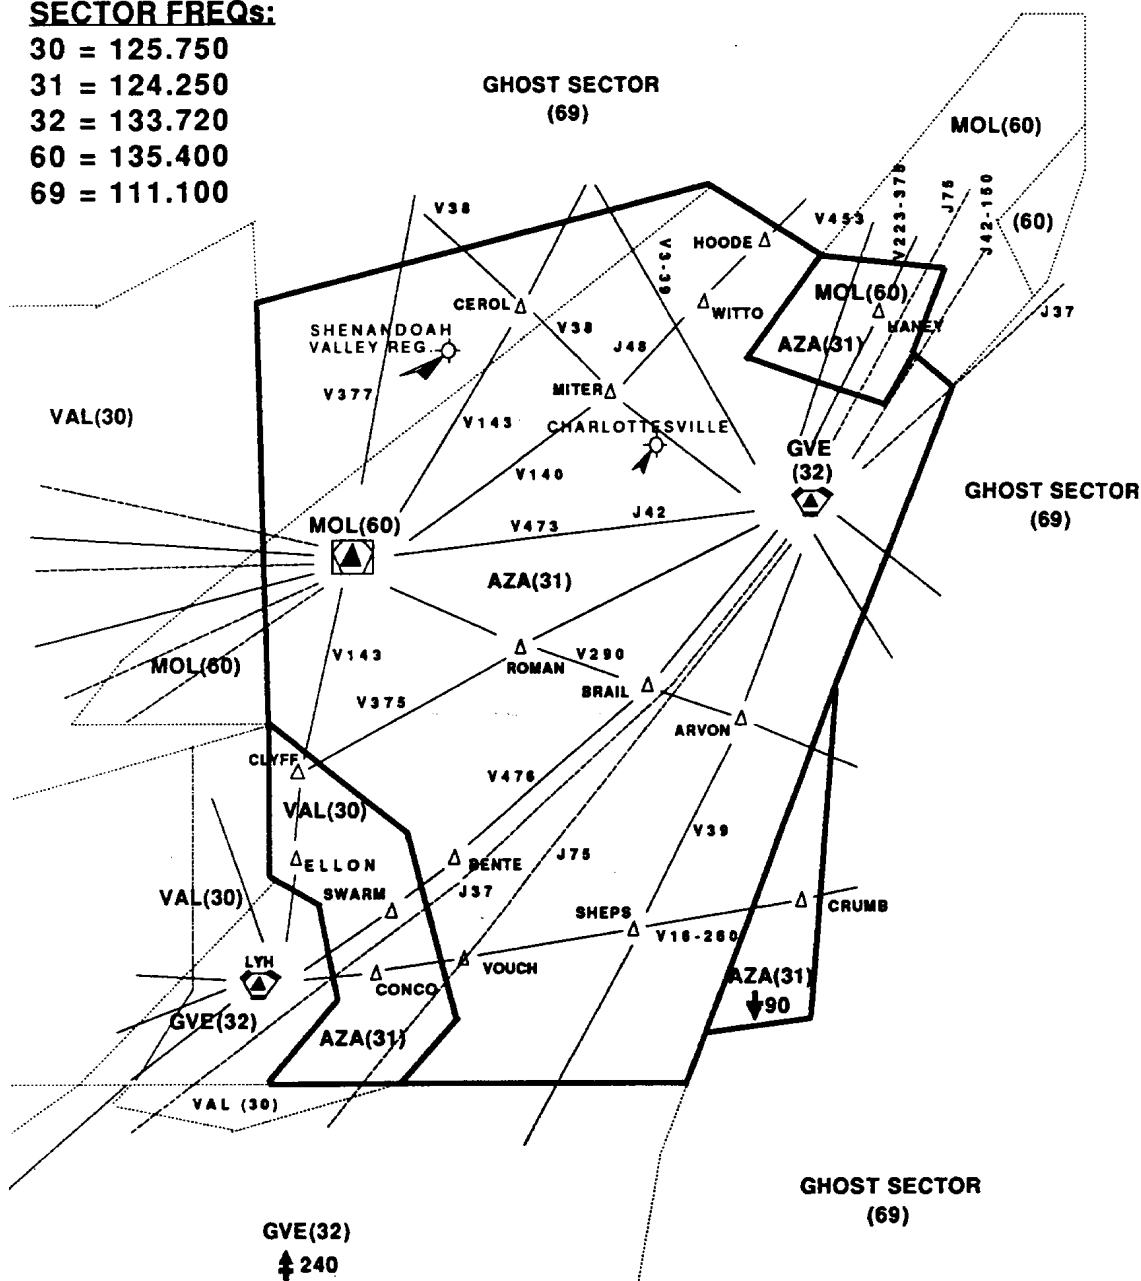 SECTOR FREQs:
30 = 125.750
31 = 124.250
32 = 133.720
60 = 135.400
69 = 111.100
GHOST SECTOR
(69)
MOL(60)
(60)
V38
V453
V223-378
J75
J42-150
HOODE
V3-39
MOL(60)
HANEY
AZA(31)
J37
CEROL
WITTO
V38
J48
SHENANDOAH
VALLEY REG.
V377
MITER
VAL(30)
V143
CHARLOTTESVILLE
GVE
(32)
V140
GHOST SECTOR
(69)
MOL(60)
V473
J42
AZA(31)
MOL(60)
V143
ROMAN
V290
BRAIL
V375
ARVON
CLYFF
V476
VAL(30)
V39
ELLON
BENTE
J75
VAL(30)
SWARM
J37
SHEPS
CRUMB
V16-260
LYH
CONCO
VOUCH
AZA(31)
90
GVE(32)
AZA(31)
VAL (30)
GHOST SECTOR
(69)
GVE(32)
240